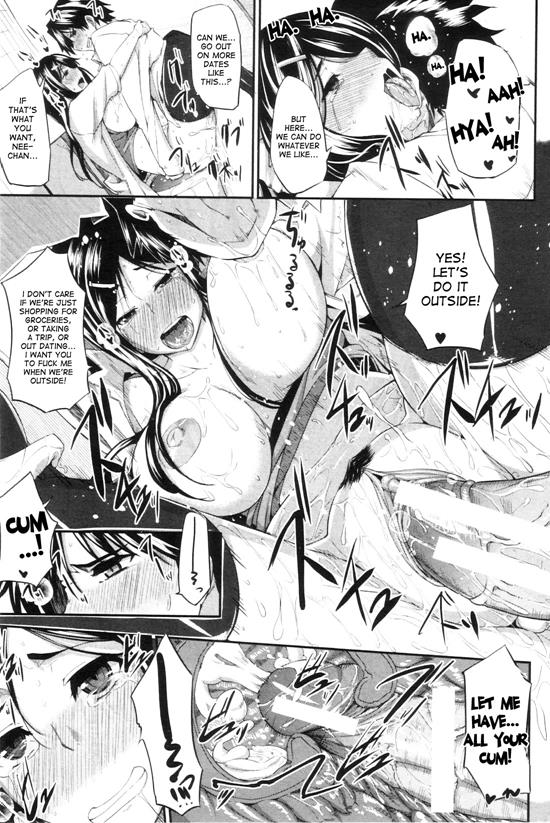 HA.
HA.
HA.
HA.
HA.
HA!
AAH!
HYA!
AH!
BUT
HERE...
WE CAN DO
WHATEVER
WE LIKE...
CAN
WE...
GO OUT
ON MORE
DATES
LIKE
THIS...?
IF
THAT'S
WHAT
YOU
WANT,
NEE-
CHAN...
YES!
LET'S
DO IT
OUTSIDE!
I DON'T CARE
IF WE'RE JUST
SHOPPING FOR
GROCERIES,
OR TAKING
A TRIP, OR
OUT DATING...
I WANT YOU
TO FUCK ME
WHEN WE'RE
OUTSIDE!
CUM
...!
LET ME
HAVE...
ALL YOUR
CUM!